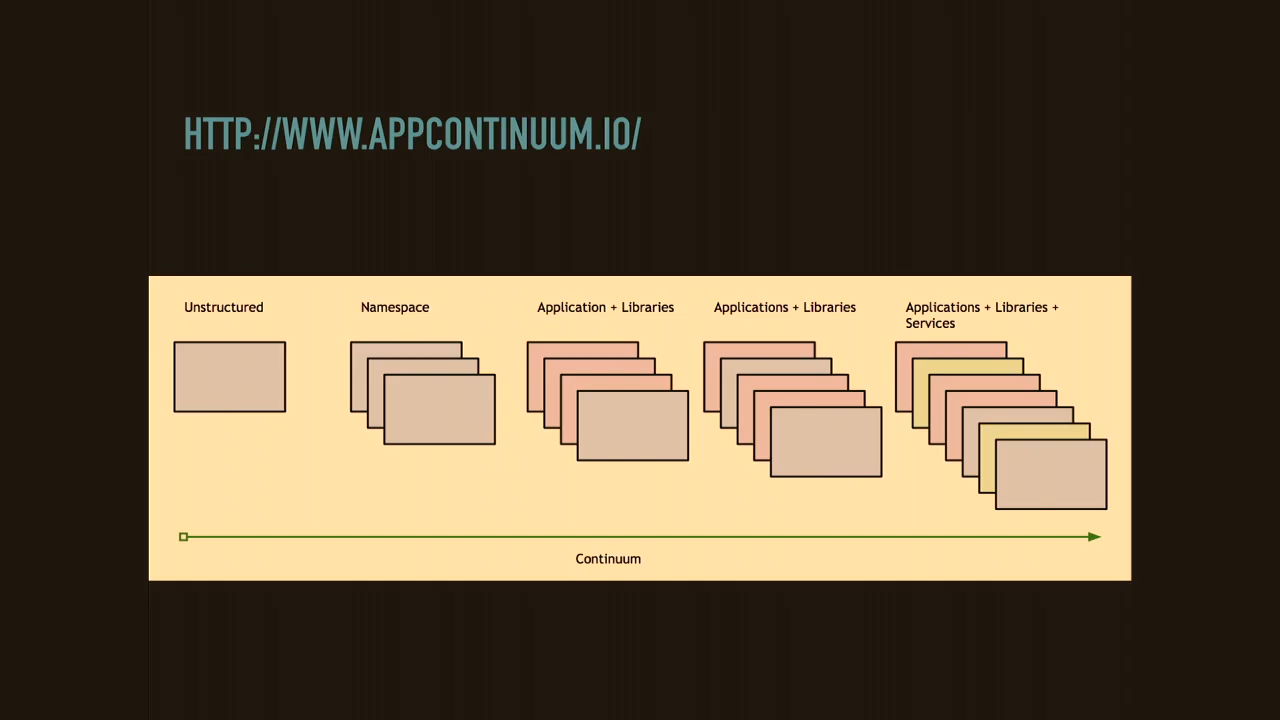 HTTP://WWW.APPCONTINUUM.IO/
Unstructured
Namespace
Application + Libraries
Applications + Libraries
Applications + Libraries +
Services
Continuum